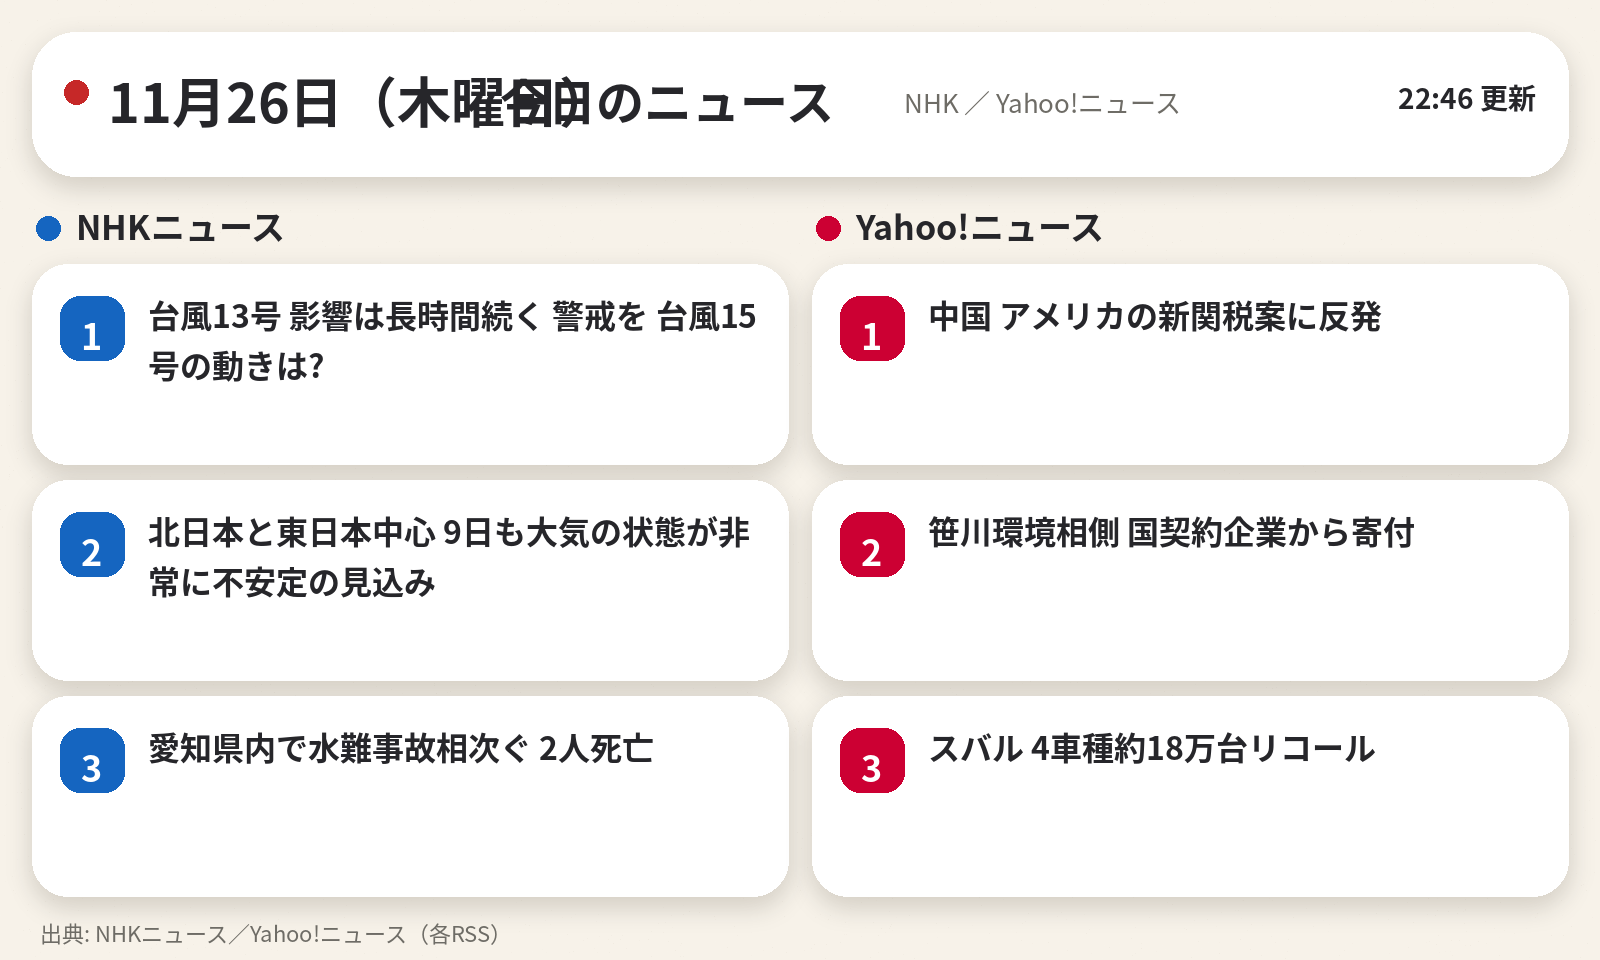 11月26日（木曜日）今日のニュース
NHK ／ Yahoo!ニュース
22:46 更新
NHKニュース
1
台風13号 影響は長時間続く 警戒を 台風15
号の動きは?
2
北日本と東日本中心 9日も大気の状態が非
常に不安定の見込み
3
愛知県内で水難事故相次ぐ 2人死亡
Yahoo!ニュース
1
中国 アメリカの新関税案に反発
2
笹川環境相側 国契約企業から寄付
3
スバル 4車種約18万台リコール
出典: NHKニュース／Yahoo!ニュース（各RSS）